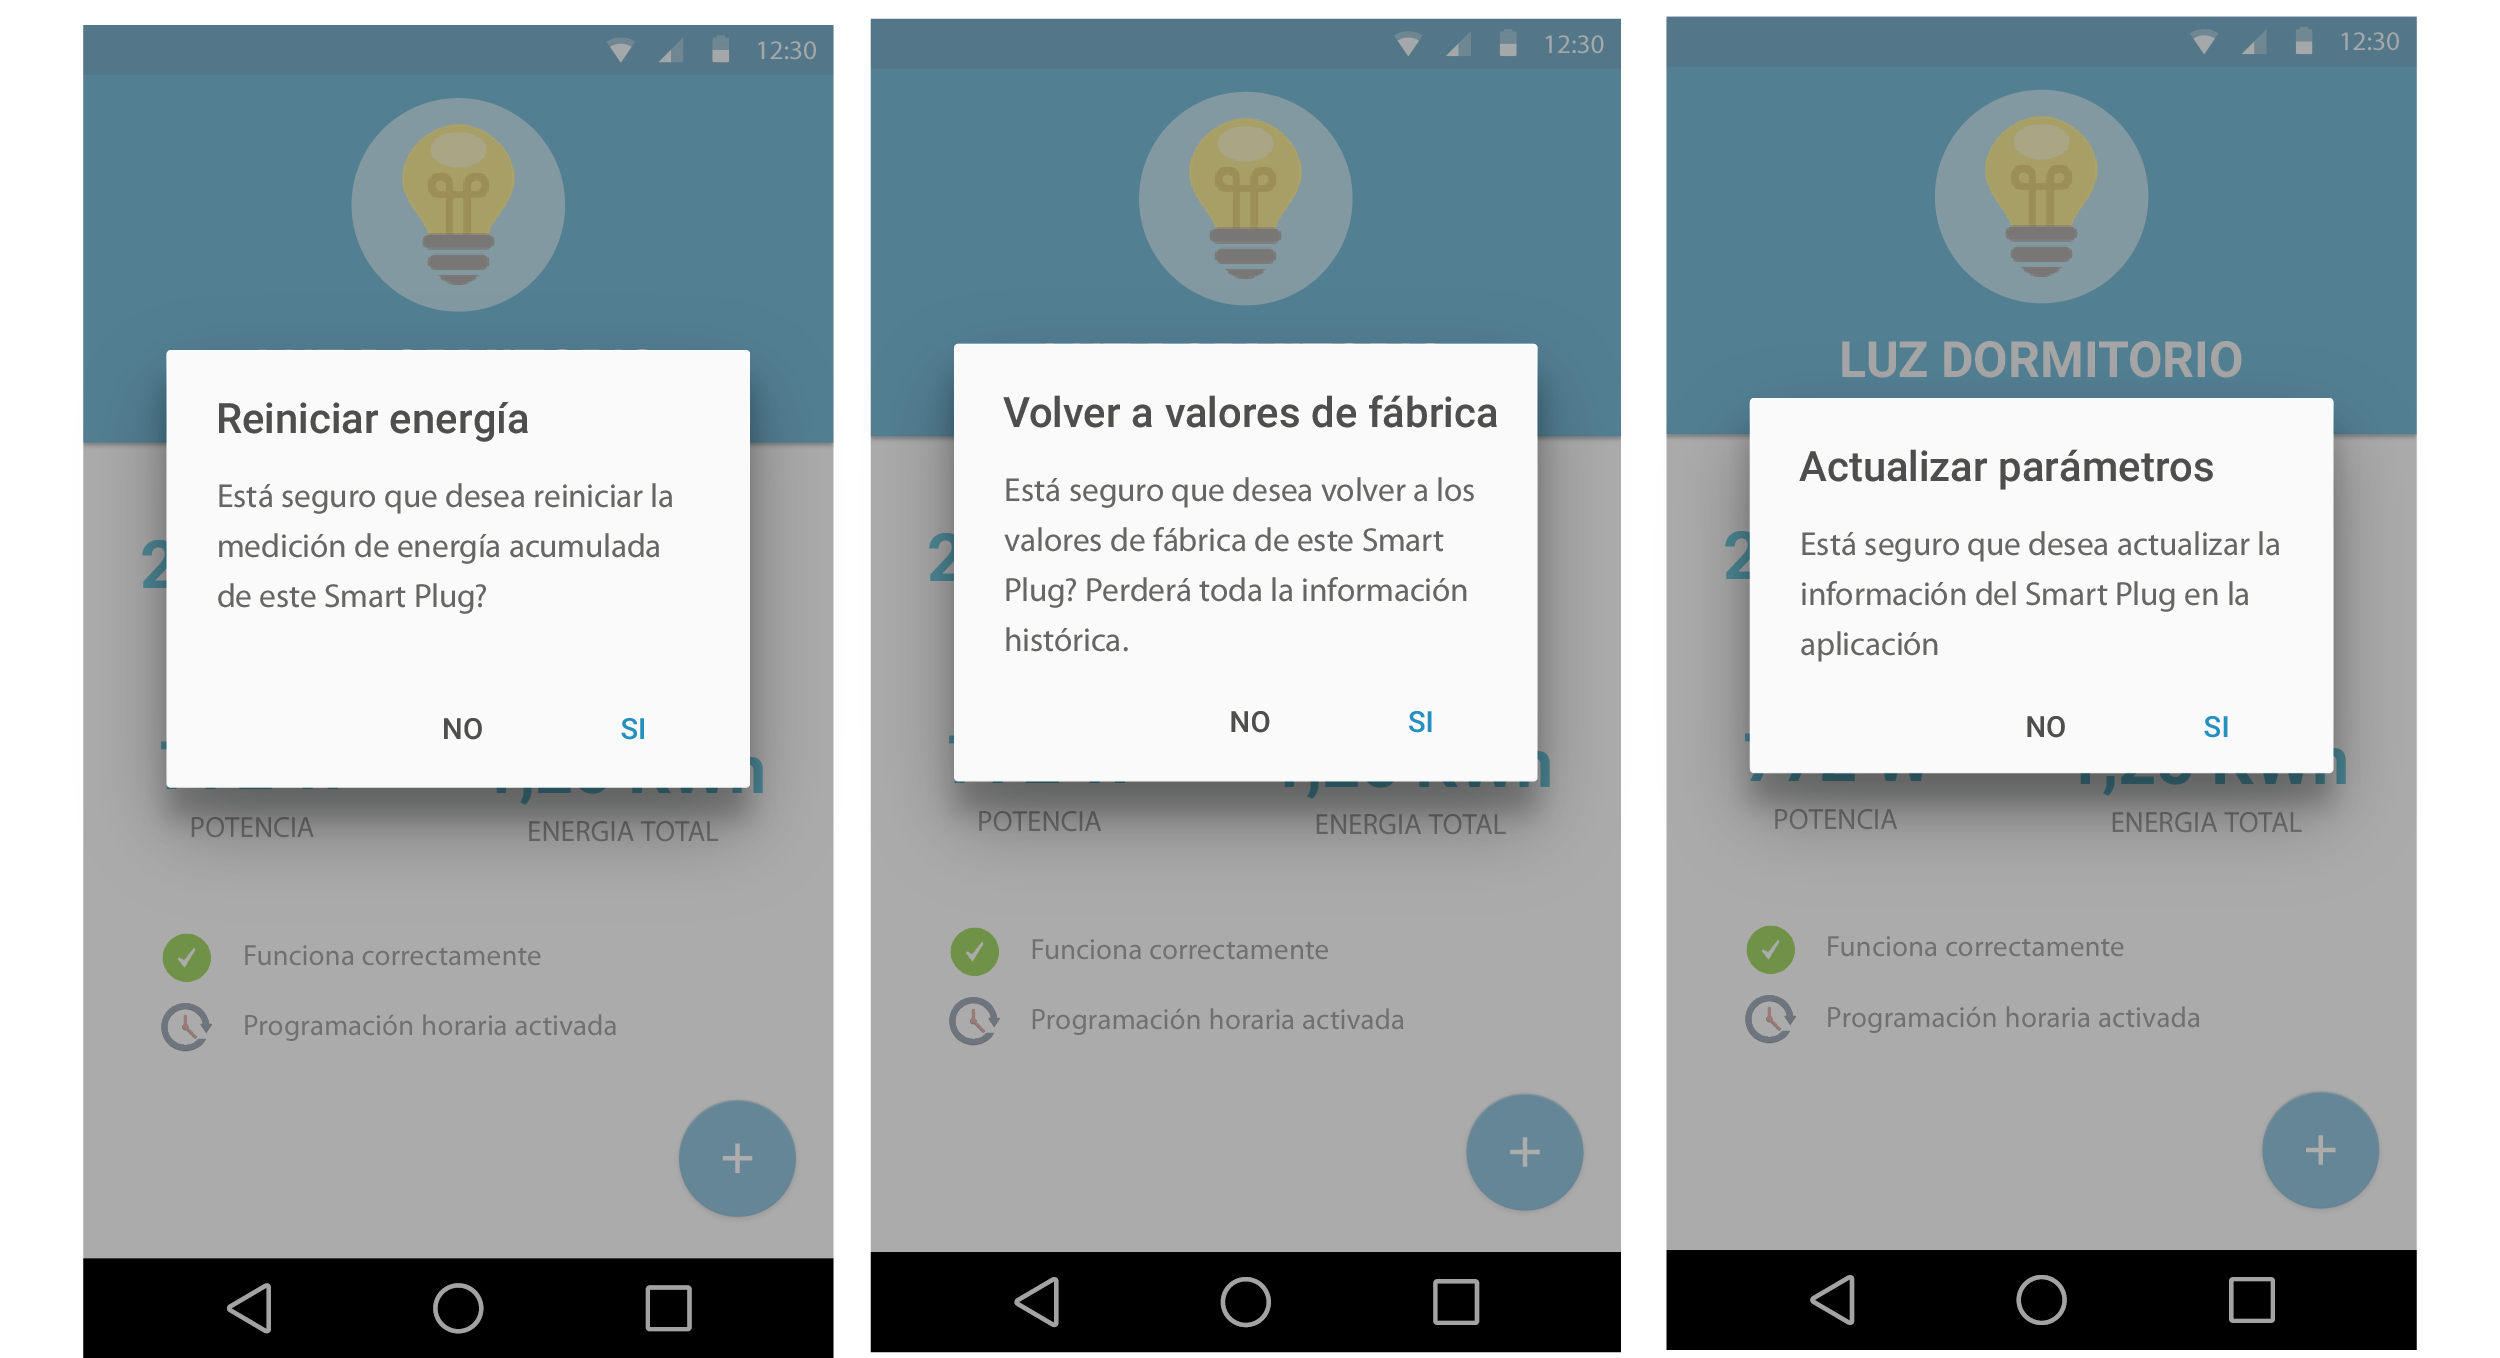 12:30
Reiniciar energía
Está seguro que desea reiniciar la
medición de energía acumulada
de este Smart Plug?
NO SI
POTENCIA ENERGIA TOTAL
Funciona correctamente
Programación horaria activada
+
12:30
Volver a valores de fábrica
Está seguro que desea volver a los
valores de fábrica de este Smart
Plug? Perderá toda la información
histórica.
NO SI
POTENCIA ENERGIA TOTAL
Funciona correctamente
Programación horaria activada
+
12:30
LUZ DORMITORIO
Actualizar parámetros
Está seguro que desea actualizar la
información del Smart Plug en la
aplicación
NO SI
POTENCIA ENERGIA TOTAL
Funciona correctamente
Programación horaria activada
+